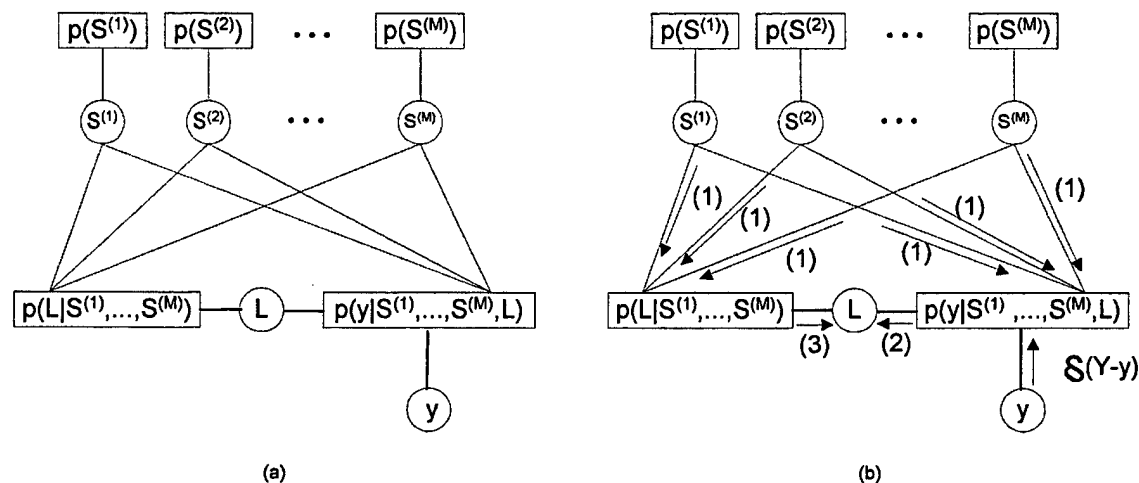 p(S⁽¹⁾) p(S⁽²⁾) • • • p(S⁽ᴹ⁾)
S⁽¹⁾ S⁽²⁾ • • • S⁽ᴹ⁾
p(L|S⁽¹⁾,...,S⁽ᴹ⁾) L p(y|S⁽¹⁾,...,S⁽ᴹ⁾,L)
y
(a)
p(S⁽¹⁾) p(S⁽²⁾) • • • p(S⁽ᴹ⁾)
S⁽¹⁾ S⁽²⁾ • • • S⁽ᴹ⁾
(1) (1) (1) (1) (1) (1)
p(L|S⁽¹⁾,...,S⁽ᴹ⁾) L p(y|S⁽¹⁾,...,S⁽ᴹ⁾,L)
(3) (2)
δ(Y-y)
y
(b)